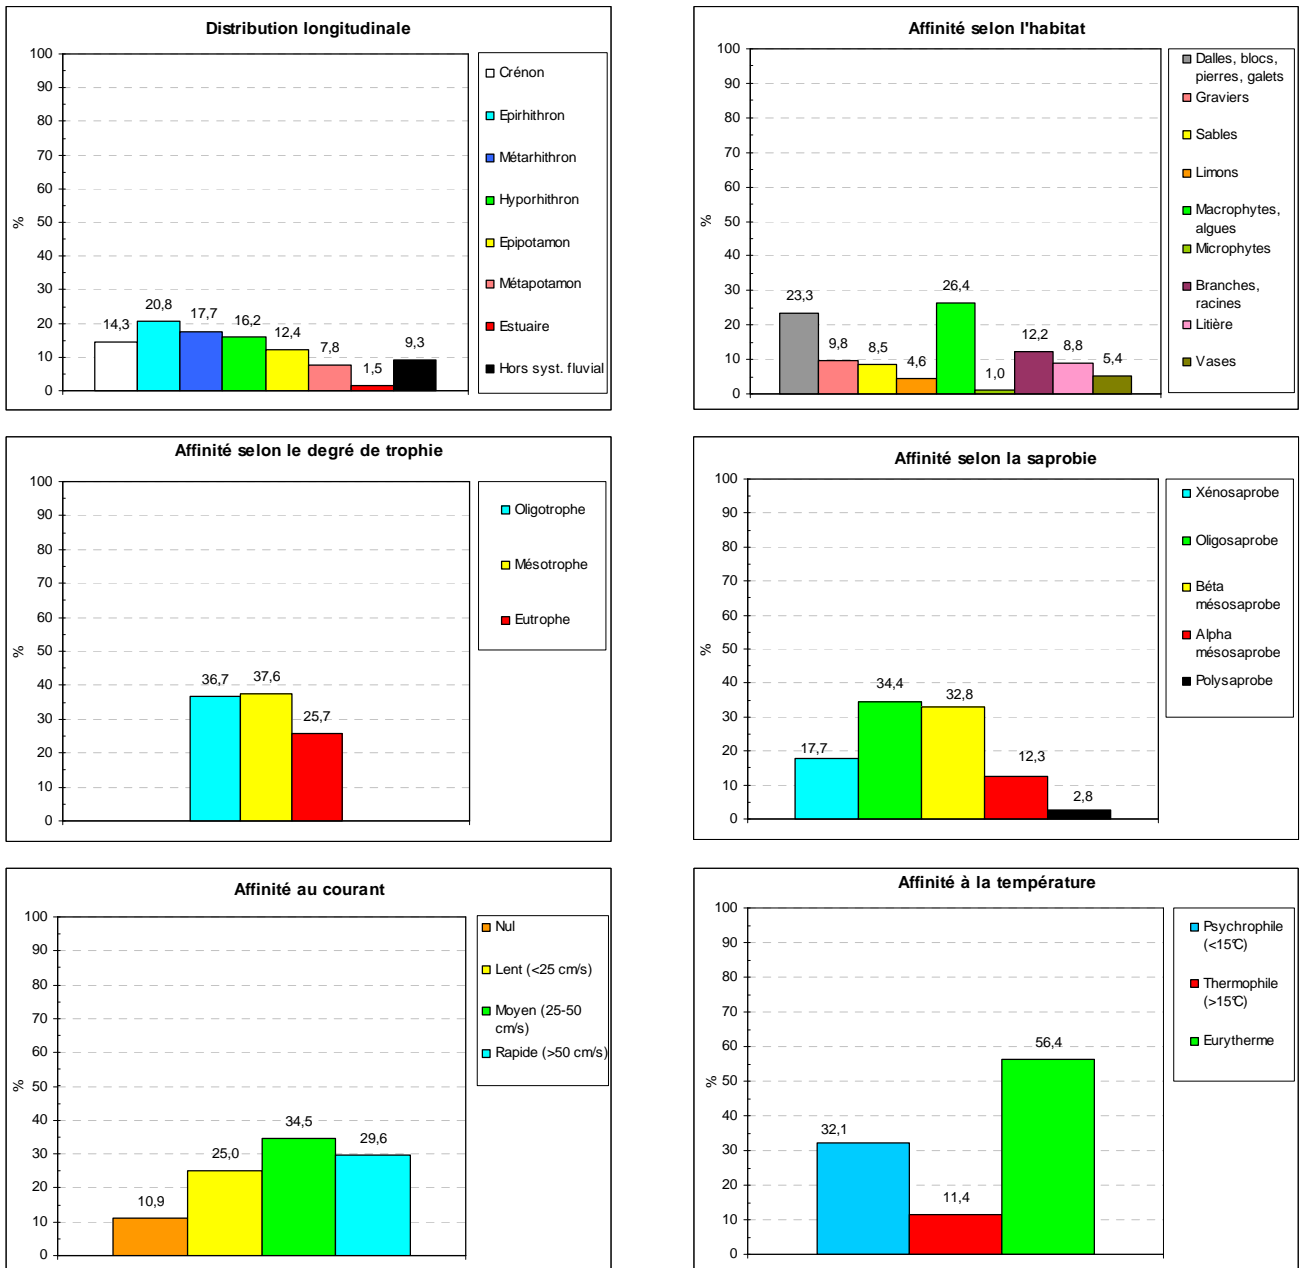 Distribution longitudinale
100
90
80
70
60
50
40
30
20
10
0
%
14,3
20,8
17,7
16,2
12,4
7,8
1,5
9,3
Crénon
Epirhithron
Métarhithron
Hyporhithron
Epipotamon
Métapotamon
Estuaire
Hors syst. fluvial
Affinité selon l'habitat
100
90
80
70
60
50
40
30
20
10
0
%
23,3
9,8
8,5
4,6
26,4
1,0
12,2
8,8
5,4
Dalles, blocs,
pierres, galets
Graviers
Sables
Limons
Macrophytes,
algues
Microphytes
Branches,
racines
Litière
Vases
Affinité selon le degré de trophie
100
90
80
70
60
50
40
30
20
10
0
%
36,7
37,6
25,7
Oligotrophe
Mésotrophe
Eutrophe
Affinité selon la saprobie
100
90
80
70
60
50
40
30
20
10
0
%
17,7
34,4
32,8
12,3
2,8
Xénosaprobe
Oligosaprobe
Béta
mésosaprobe
Alpha
mésosaprobe
Polysaprobe
Affinité au courant
100
90
80
70
60
50
40
30
20
10
0
%
10,9
25,0
34,5
29,6
Nul
Lent (<25 cm/s)
Moyen (25-50
cm/s)
Rapide (>50 cm/s)
Affinité à la température
100
90
80
70
60
50
40
30
20
10
0
%
32,1
11,4
56,4
Psychrophile
(<15°C)
Thermophile
(>15°C)
Eurytherme